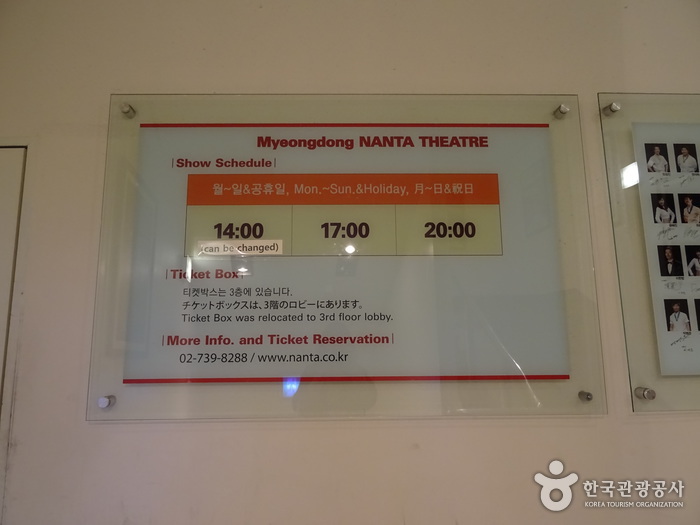 Myeongdong NANTA THEATRE
|Show Schedule|
월~일&공휴일, Mon.~Sun.&Holiday, 月~日&祝日
14:00 17:00 20:00
(can be changed)
|Ticket Box|
티켓박스는 3층에 있습니다.
チケットボックスは、3階のロビーにあります。
Ticket Box was relocated to 3rd floor lobby.
|More Info. and Ticket Reservation|
02-739-8288 / www.nanta.co.kr
한국관광공사
KOREA TOURISM ORGANIZATION